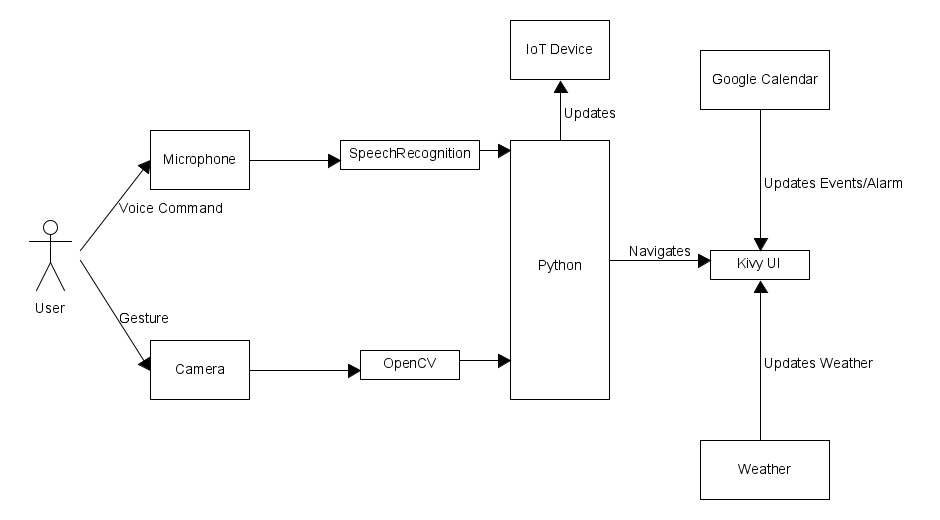 IoT Device
Google Calendar
Updates
Microphone
SpeechRecognition
Updates Events/Alarm
Voice Command
Navigates
Python
Kivy UI
User
Gesture
Camera
OpenCV
Updates Weather
Weather